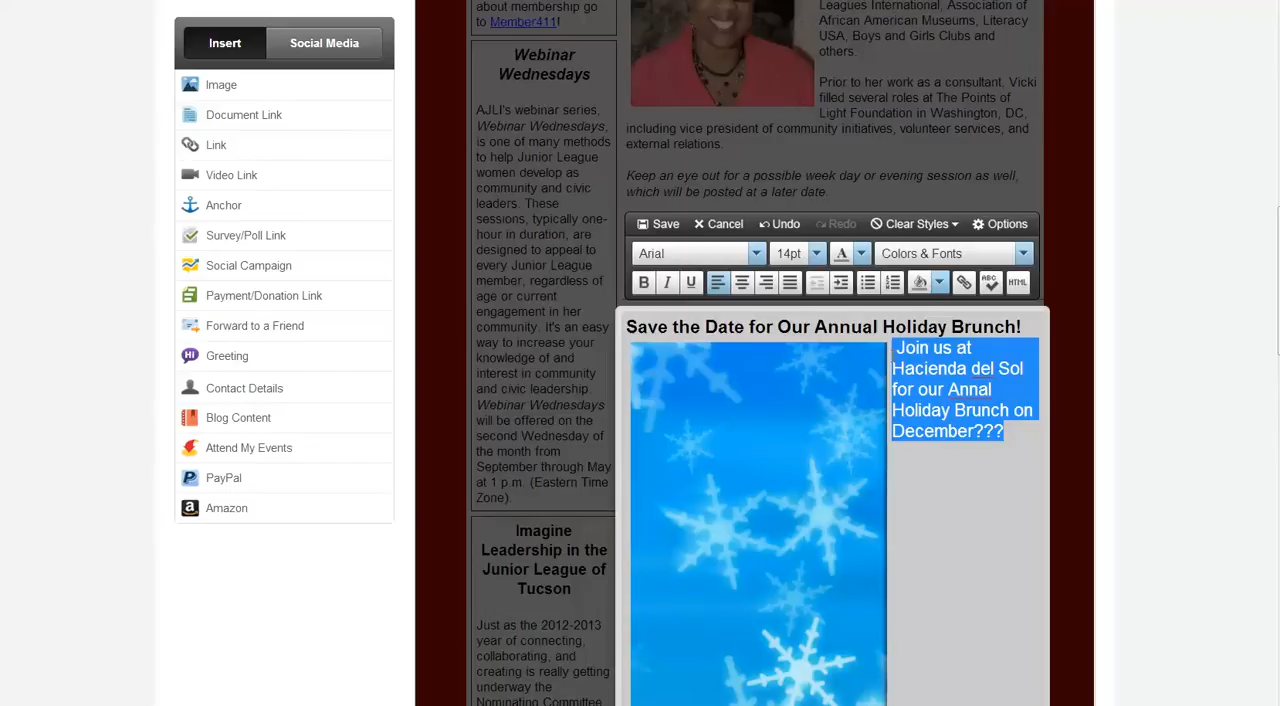 Insert
Social Media
Image
Document Link
Link
Video Link
Anchor
Survey/Poll Link
Social Campaign
Payment/Donation Link
Forward to a Friend
Hi
Greeting
Contact Details
Blog Content
Attend My Events
PayPal
Amazon
about membership go
to Member411!
Webinar
Wednesdays
AJLI's webinar series,
Webinar Wednesdays,
is one of many methods
to help Junior League
women develop as
community and civic
leaders. These
sessions, typically one-
hour in duration, are
designed to appeal to
every Junior League
member, regardless of
age or current
engagement in her
community. It's an easy
way to increase your
knowledge of and
interest in community
and civic leadership.
Webinar Wednesdays
will be offered on the
second Wednesday of
the month from
September through May
at 1 p.m. (Eastern Time
Zone).
Imagine
Leadership in the
Junior League of
Tucson
Just as the 2012-2013
year of connecting,
collaborating, and
creating is really getting
underway the
Nominating Committee
Leagues International, Association of
African American Museums, Literacy
USA, Boys and Girls Clubs and
others.
Prior to her work as a consultant, Vicki
filled several roles at The Points of
Light Foundation in Washington, DC,
including vice president of community initiatives, volunteer services, and
external relations.
Keep an eye out for a possible week day or evening session as well,
which will be posted at a later date.
Save Cancel Undo Redo Clear Styles Options
Arial 14pt A Colors & Fonts
B I U ABC HTML
Save the Date for Our Annual Holiday Brunch!
Join us at
Hacienda del Sol
for our Annal
Holiday Brunch on
December???